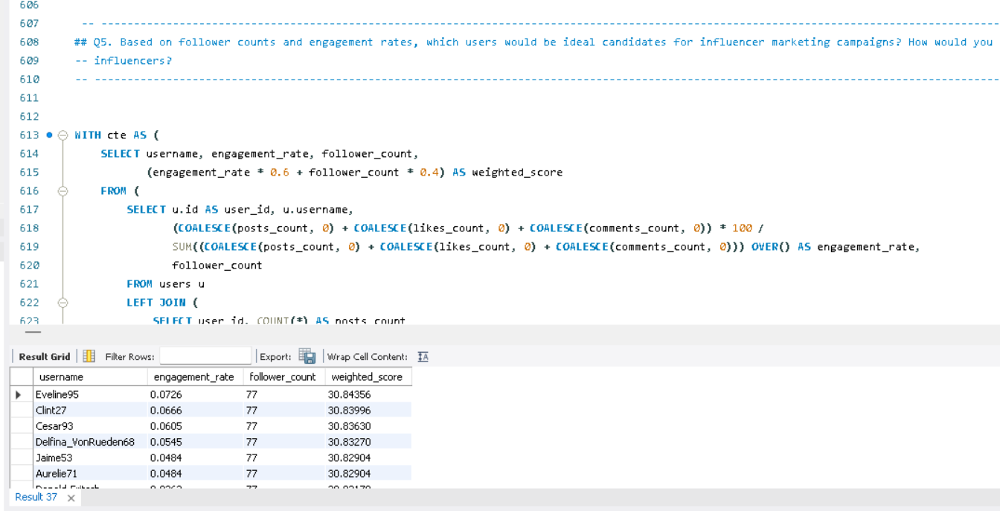 606
607 -- --------------------------------------------------------------------------------
608 ## Q5. Based on follower counts and engagement rates, which users would be ideal candidates for influencer marketing campaigns? How would you
609 -- influencers?
610 -- --------------------------------------------------------------------------------
611
612
613 WITH cte AS (
614 SELECT username, engagement_rate, follower_count,
615 (engagement_rate * 0.6 + follower_count * 0.4) AS weighted_score
616 FROM (
617 SELECT u.id AS user_id, u.username,
618 (COALESCE(posts_count, 0) + COALESCE(likes_count, 0) + COALESCE(comments_count, 0)) * 100 /
619 SUM((COALESCE(posts_count, 0) + COALESCE(likes_count, 0) + COALESCE(comments_count, 0))) OVER() AS engagement_rate,
620 follower_count
621 FROM users u
622 LEFT JOIN (
623 SELECT user_id, COUNT(*) AS posts_count
Result Grid Filter Rows: Export: Wrap Cell Content: IA
username engagement_rate follower_count weighted_score
Eveline95 0.0726 77 30.84356
Clint27 0.0666 77 30.83996
Cesar93 0.0605 77 30.83630
Delfina_VonRueden68 0.0545 77 30.83270
Jaime53 0.0484 77 30.82904
Aurelie71 0.0484 77 30.82904
77
Result 37